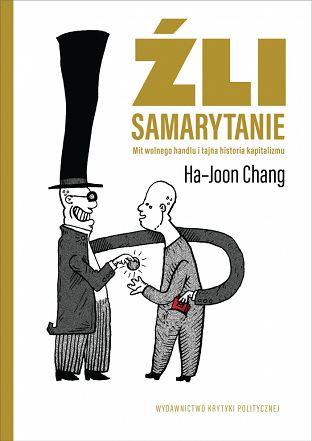 ŹLI
SAMARYTANIE
Mit wolnego handlu i tajna historia kapitalizmu
Ha-Joon Chang
WYDAWNICTWO KRYTYKI POLITYCZNEJ